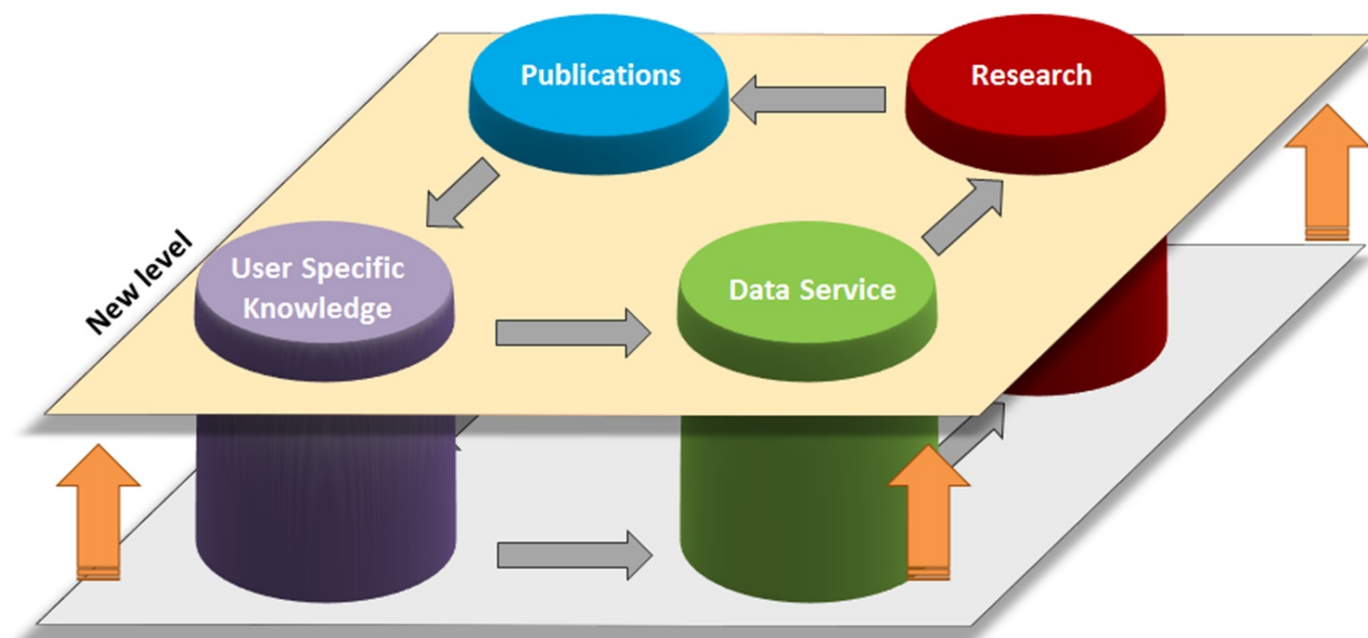 Publications
Research
New level
User Specific
Knowledge
Data Service